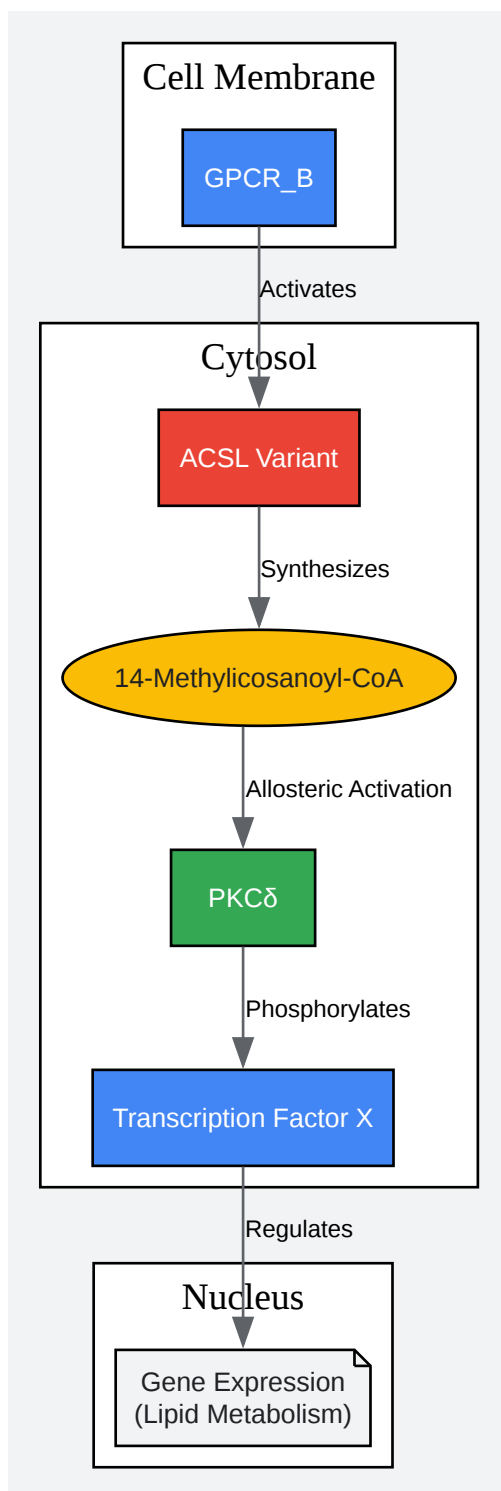 Cell Membrane
GPCR_B
Activates
Cytosol
ACSL Variant
Synthesizes
14-Methylicosanoyl-CoA
Allosteric Activation
PKCδ
Phosphorylates
Transcription Factor X
Regulates
Nucleus
Gene Expression
(Lipid Metabolism)